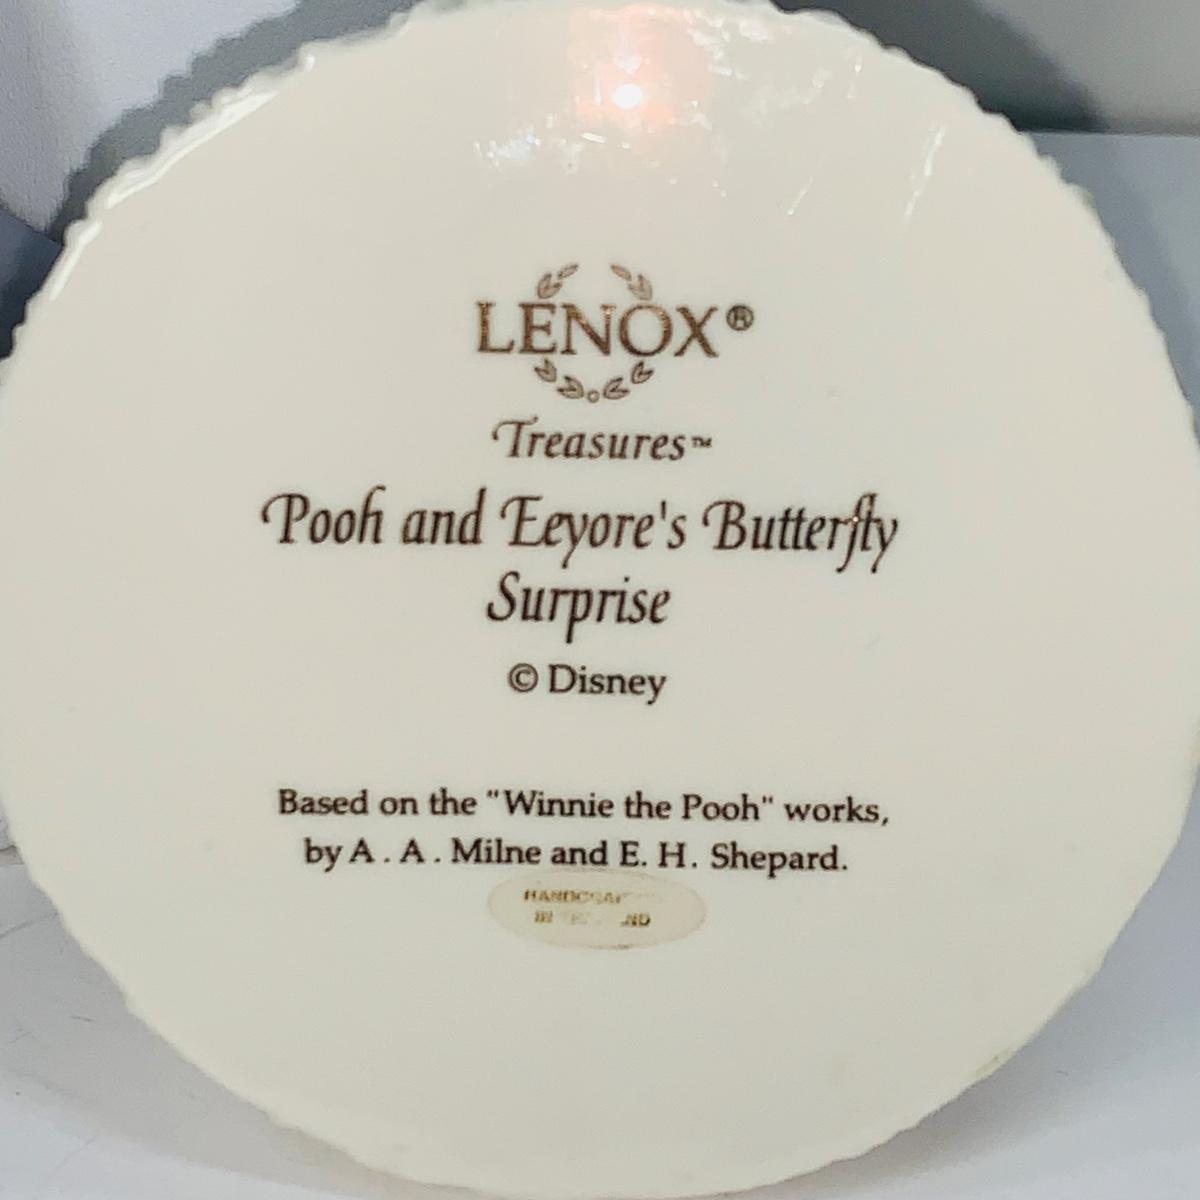 LENOX®
Treasures™
Pooh and Eeyore's Butterfly
Surprise
© Disney
Based on the "Winnie the Pooh" works,
by A . A . Milne and E. H. Shepard.